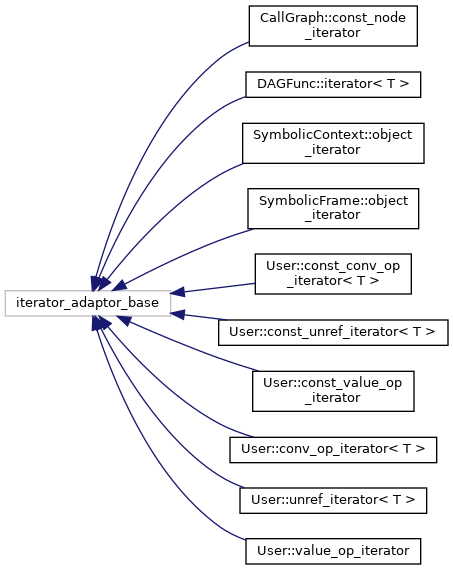 CallGraph::const_node
_iterator
DAGFunc::iterator< T >
SymbolicContext::object
_iterator
SymbolicFrame::object
_iterator
User::const_conv_op
_iterator< T >
iterator_adaptor_base
User::const_unref_iterator< T >
User::const_value_op
_iterator
User::conv_op_iterator< T >
User::unref_iterator< T >
User::value_op_iterator